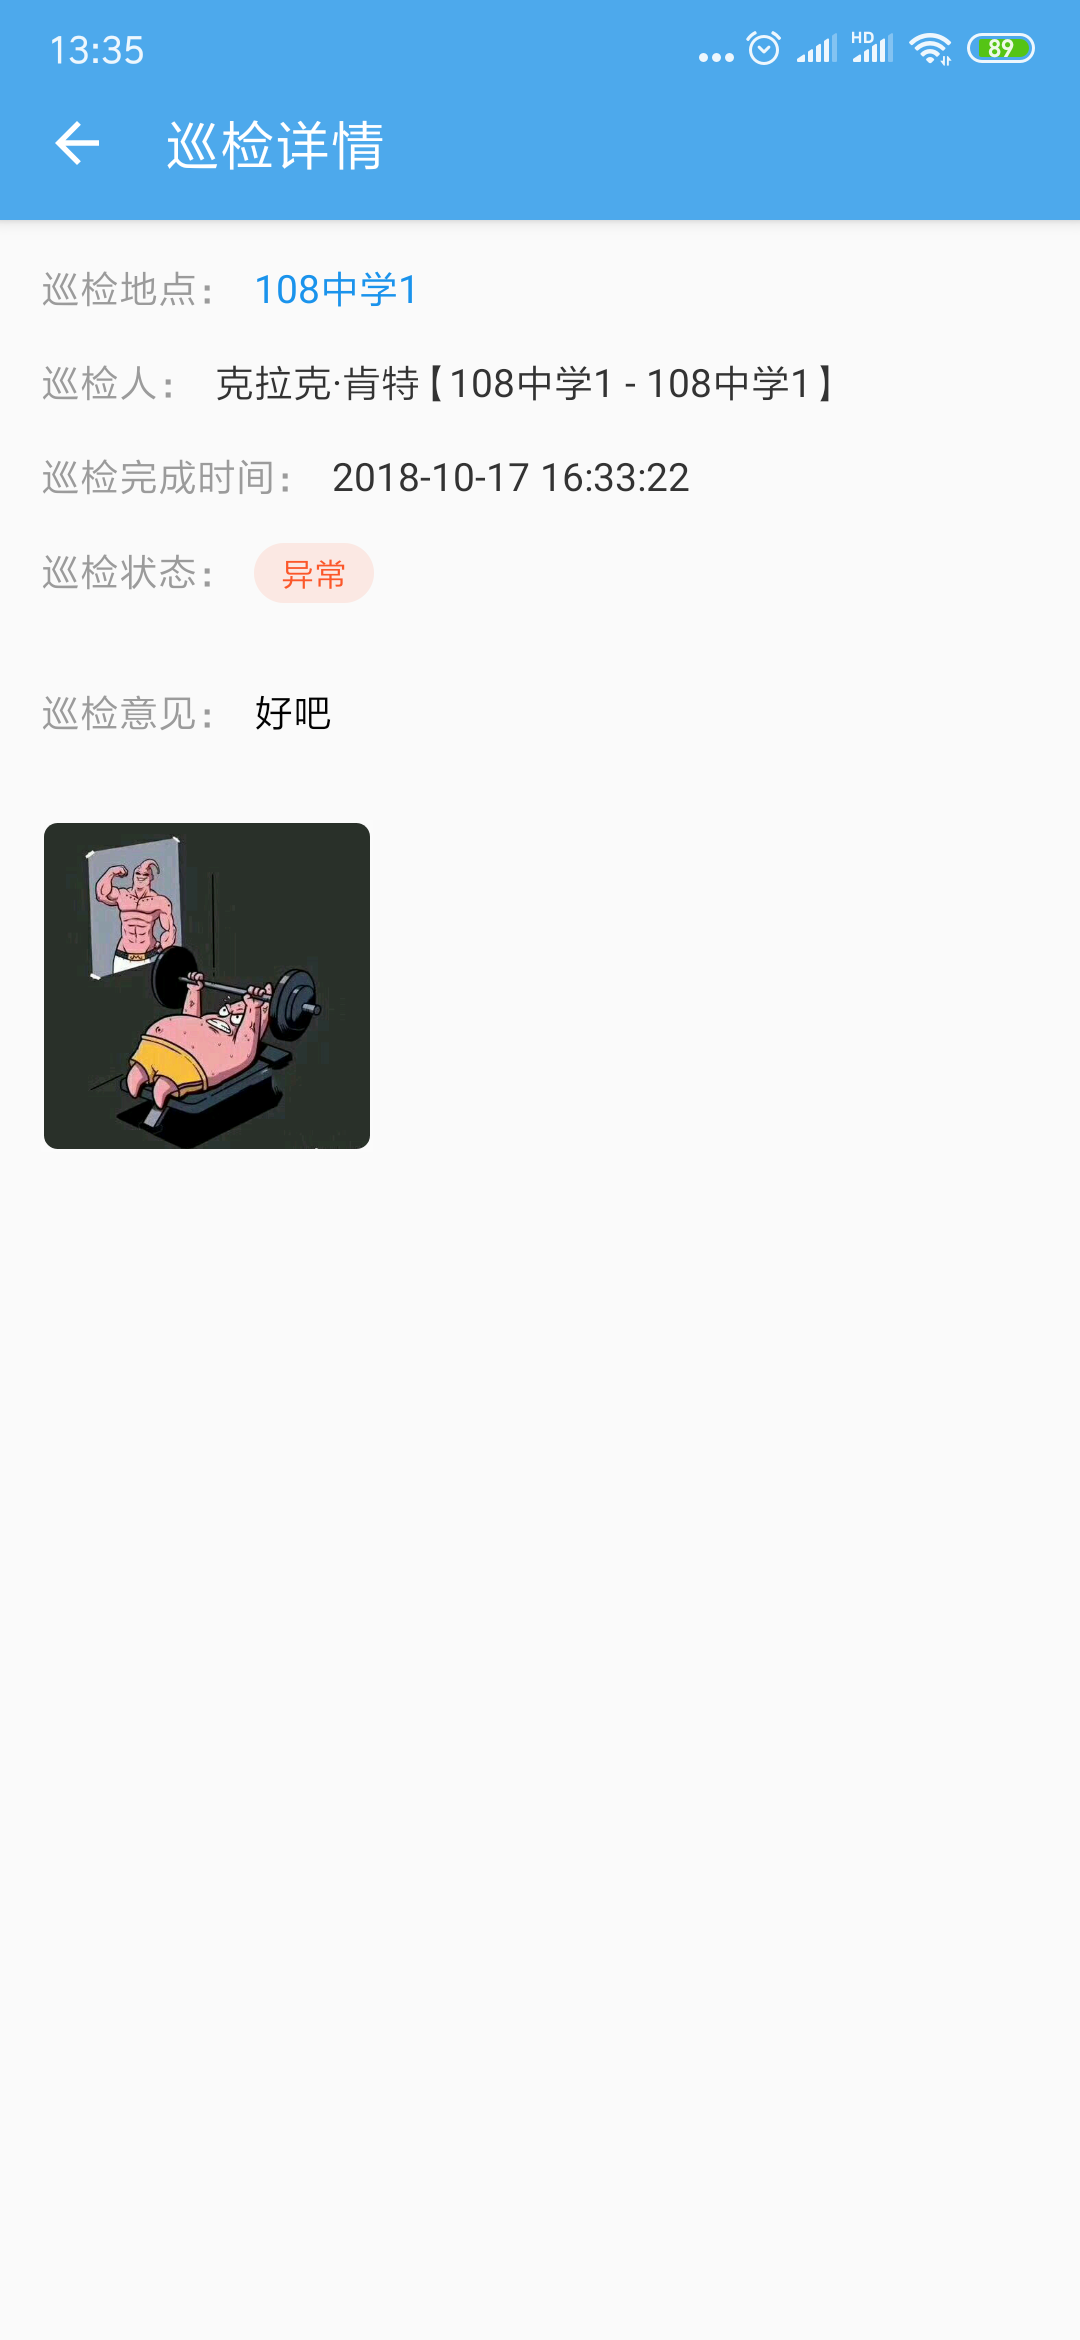 13:35
HD
89
巡检详情
巡检地点： 108中学1
巡检人： 克拉克·肯特【108中学1 - 108中学1】
巡检完成时间： 2018-10-17 16:33:22
巡检状态： 异常
巡检意见： 好吧